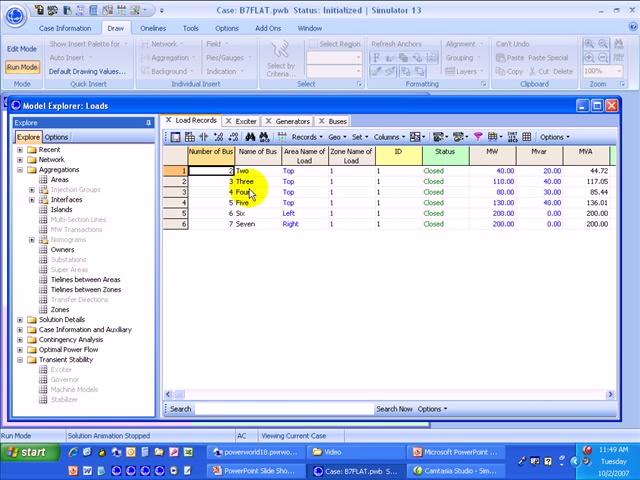 Case: B7FLAT.pwb Status: Initialized | Simulator 13
Case Information Draw Onelines Tools Options Add Ons Window
Edit Mode
Run Mode
Mode
Show Insert Palette for
Auto Insert
Default Drawing Values...
Quick Insert
Network
Aggregation
Background
Field
Pies/Gauges
Individual Insert
Select by Criteria...
Select Region
Select
Refresh Anchors
Formatting
Alignment
Grouping
Layers
Can't Undo
Paste
Copy Cut Delete
Clipboard
100%
Zoom
Model Explorer: Loads
Explore
Explore Options
Recent
Network
Aggregations
Areas
Injection Groups
Interfaces
Islands
Multi-Section Lines
MW Transactions
Nomograms
Owners
Substations
Super Areas
Tielines between Areas
Tielines between Zones
Transfer Directions
Zones
Solution Details
Case Information and Auxiliary
Contingency Analysis
Optimal Power Flow
Transient Stability
Exciter
Governor
Machine Models
Stabilizer
Load Records Exciter Generators Buses
Records Geo Set Columns Options
Number of Bus Name of Bus Area Name of Load Zone Name of Load ID Status MW Mvar MVA
1 2 Two Top 1 1 Closed 40.00 20.00 44.72
2 3 Three Top 1 1 Closed 110.00 40.00 117.05
3 4 Four Top 1 1 Closed 80.00 30.00 85.44
4 5 Five Top 1 1 Closed 130.00 40.00 136.01
5 6 Six Left 1 1 Closed 200.00 0.00 200.00
6 7 Seven Right 1 1 Closed 200.00 0.00 200.00
Search Search Now Options
Run Mode Solution Animation Stopped AC Viewing Current Case
start
powerworld10.pwrwo...
Video
Microsoft PowerPoint ...
PowerPoint Slide Sho...
Case: B7FLAT.pwb S...
Camtasia Studio - Sim...
11:49 AM
Tuesday
10/2/2007